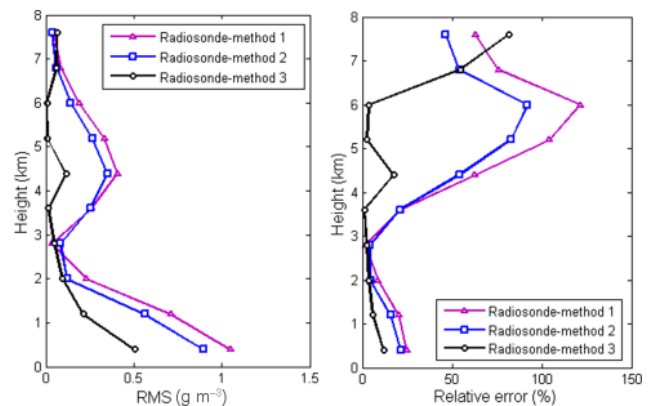 8
7
6
5
4
3
2
1
0
Height (km)
Radiosonde-method 1
Radiosonde-method 2
Radiosonde-method 3
0
0.5
1
1.5
RMS (g m⁻³)
8
7
6
5
4
3
2
1
0
Height (km)
Radiosonde-method 1
Radiosonde-method 2
Radiosonde-method 3
0
50
100
150
Relative error (%)